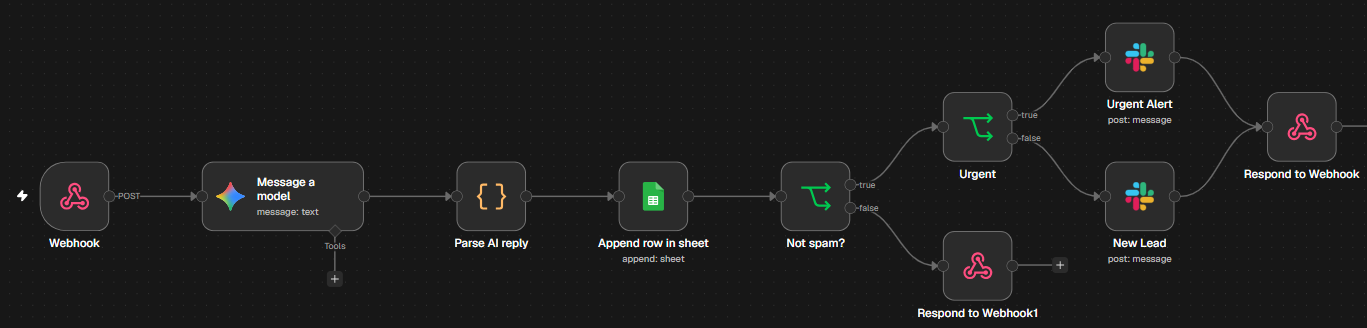 Webhook
POST
Message a
model
message: text
Tools
Parse AI reply
Append row in sheet
append: sheet
Not spam?
true
false
Urgent
true
false
Urgent Alert
post: message
New Lead
post: message
Respond to Webhook
Respond to Webhook1